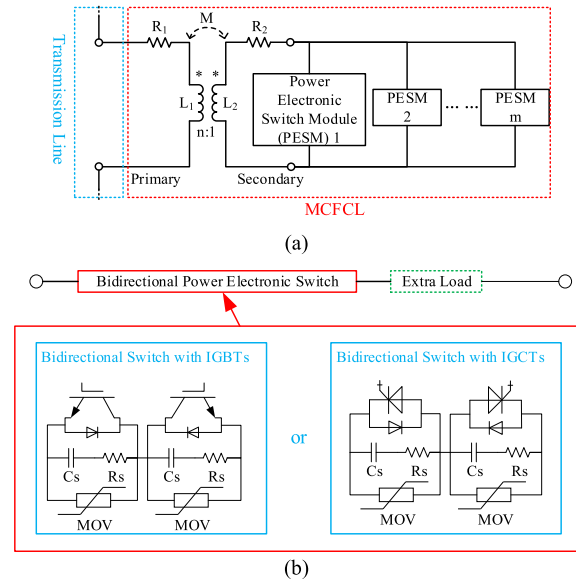 Transmission Line
R1
M
R2
* *
L1
L2
n:1
Power
Electronic
Switch Module
(PESM) 1
PESM
2
... ...
PESM
m
Primary
Secondary
MCFCL
(a)
Bidirectional Power Electronic Switch
Extra Load
Bidirectional Switch with IGBTs
Cs
Rs
Cs
Rs
MOV
MOV
or
Bidirectional Switch with IGCTs
Cs
Rs
Cs
Rs
MOV
MOV
(b)